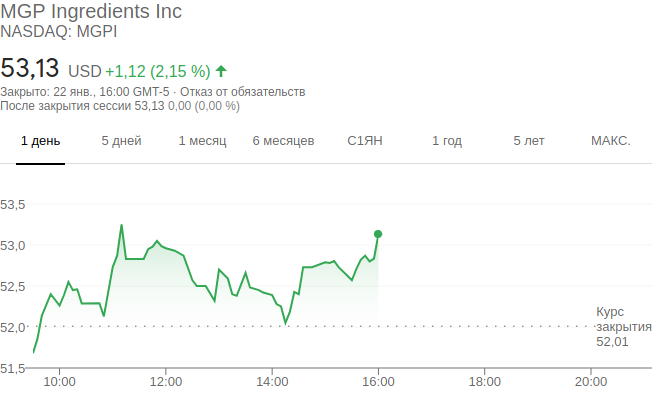 MGP Ingredients Inc
NASDAQ: MGPI
53,13 USD +1,12 (2,15 %)
Закрыто: 22 янв., 16:00 GMT-5 · Отказ от обязательств
После закрытия сессии 53,13 0,00 (0,00 %)
1 день 5 дней 1 месяц 6 месяцев С1ЯН 1 год 5 лет МАКС.
53,5
53,0
52,5
Курс
52,0 закрытия
52,01
51,5
10:00 12:00 14:00 16:00 18:00 20:00